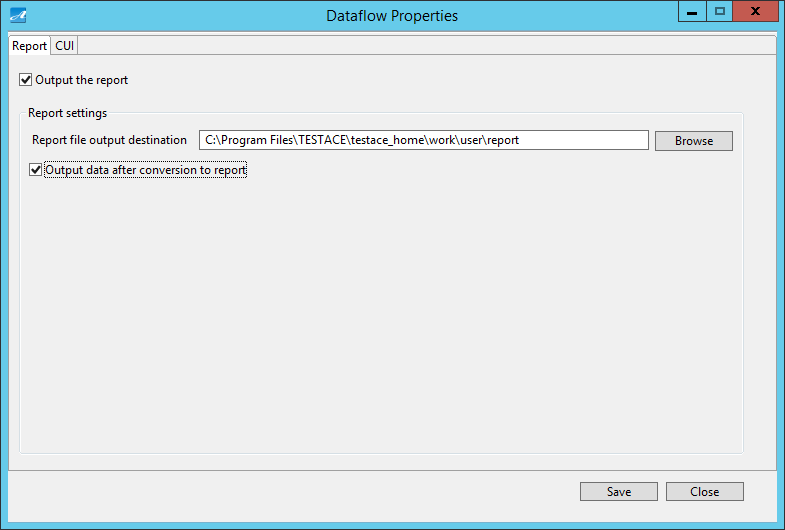 Dataflow Properties
Report CUI
Output the report
Report settings
Report file output destination C:\Program Files\TESTACE\testace_home\work\user\report Browse
Output data after conversion to report
Save Close